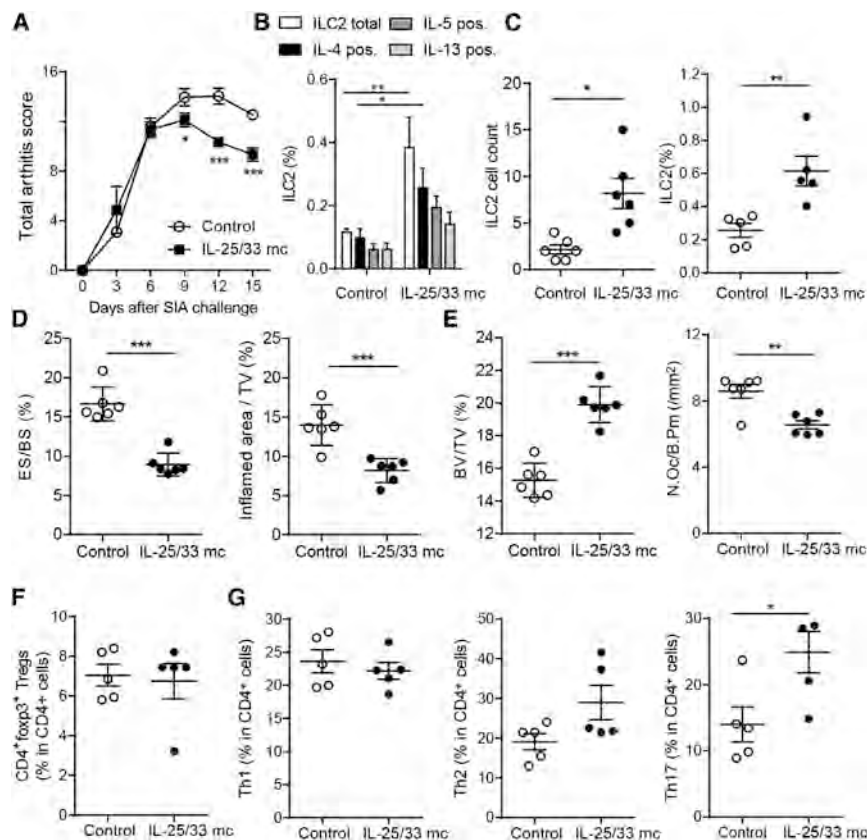 A
Total arthitis score
16
12
8
4
0
0 3 6 9 12 15
Days after SIA challenge
Control
IL-25/33 mc
*
***
***
B
ILC2 total
IL-5 pos.
IL-4 pos.
IL-13 pos.
ILC2 (%)
0.6
0.4
0.2
0.0
**
*
Control IL-25/33 mc
C
ILC2 cell count
20
15
10
5
0
*
Control IL-25/33 mc
ILC2(%)
1.2
1.0
0.8
0.6
0.4
0.2
0.0
**
Control IL-25/33 mc
D
ES/BS (%)
25
20
15
10
5
0
***
Control IL-25/33 mc
Inflamed area / TV (%)
25
20
15
10
5
0
***
Control IL-25/33 mc
E
BV/TV (%)
22
20
18
16
14
12
***
Control IL-25/33 mc
N.Oc/B.Pm (/mm²)
12
9
6
3
0
**
Control IL-25/33 mc
F
CD4⁺foxp3⁺ Tregs
(% in CD4+ cells)
10
8
6
4
2
0
Control IL-25/33 mc
G
Th1 (% in CD4⁺ cells)
30
25
20
15
10
5
0
Control IL-25/33 mc
Th2 (% in CD4⁺ cells)
50
40
30
20
10
0
Control IL-25/33 mc
Th17 (% in CD4⁺ cells)
30
20
10
0
*
Control IL-25/33 mc